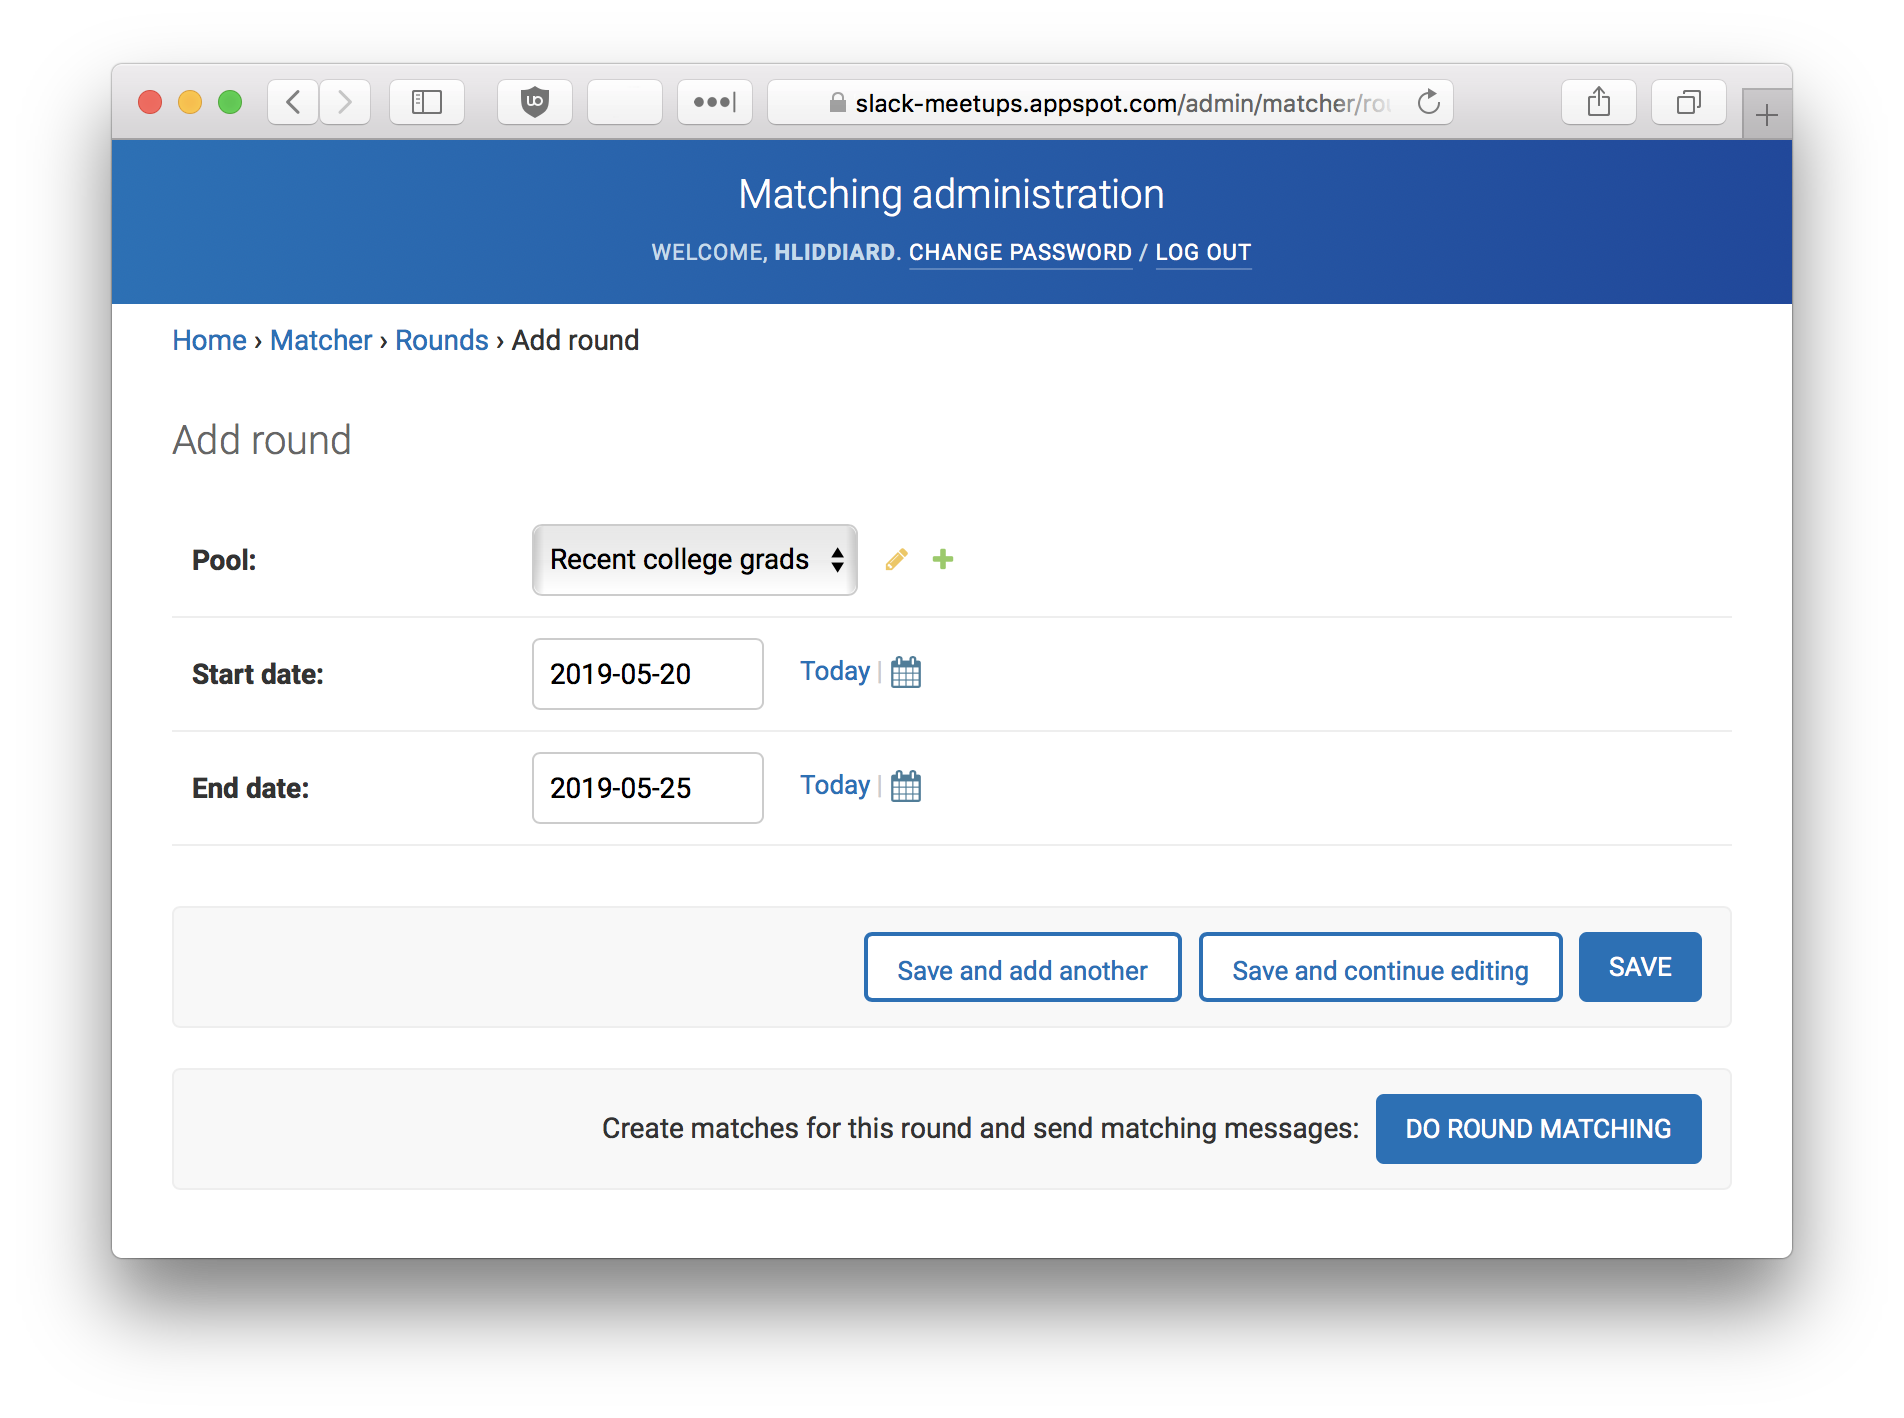 slack-meetups.appspot.com/admin/matcher/rou
Matching administration
WELCOME, HLIDDIARD. CHANGE PASSWORD / LOG OUT
Home › Matcher › Rounds › Add round
Add round
Pool: Recent college grads
Start date: 2019-05-20 Today |
End date: 2019-05-25 Today |
Save and add another Save and continue editing SAVE
Create matches for this round and send matching messages: DO ROUND MATCHING